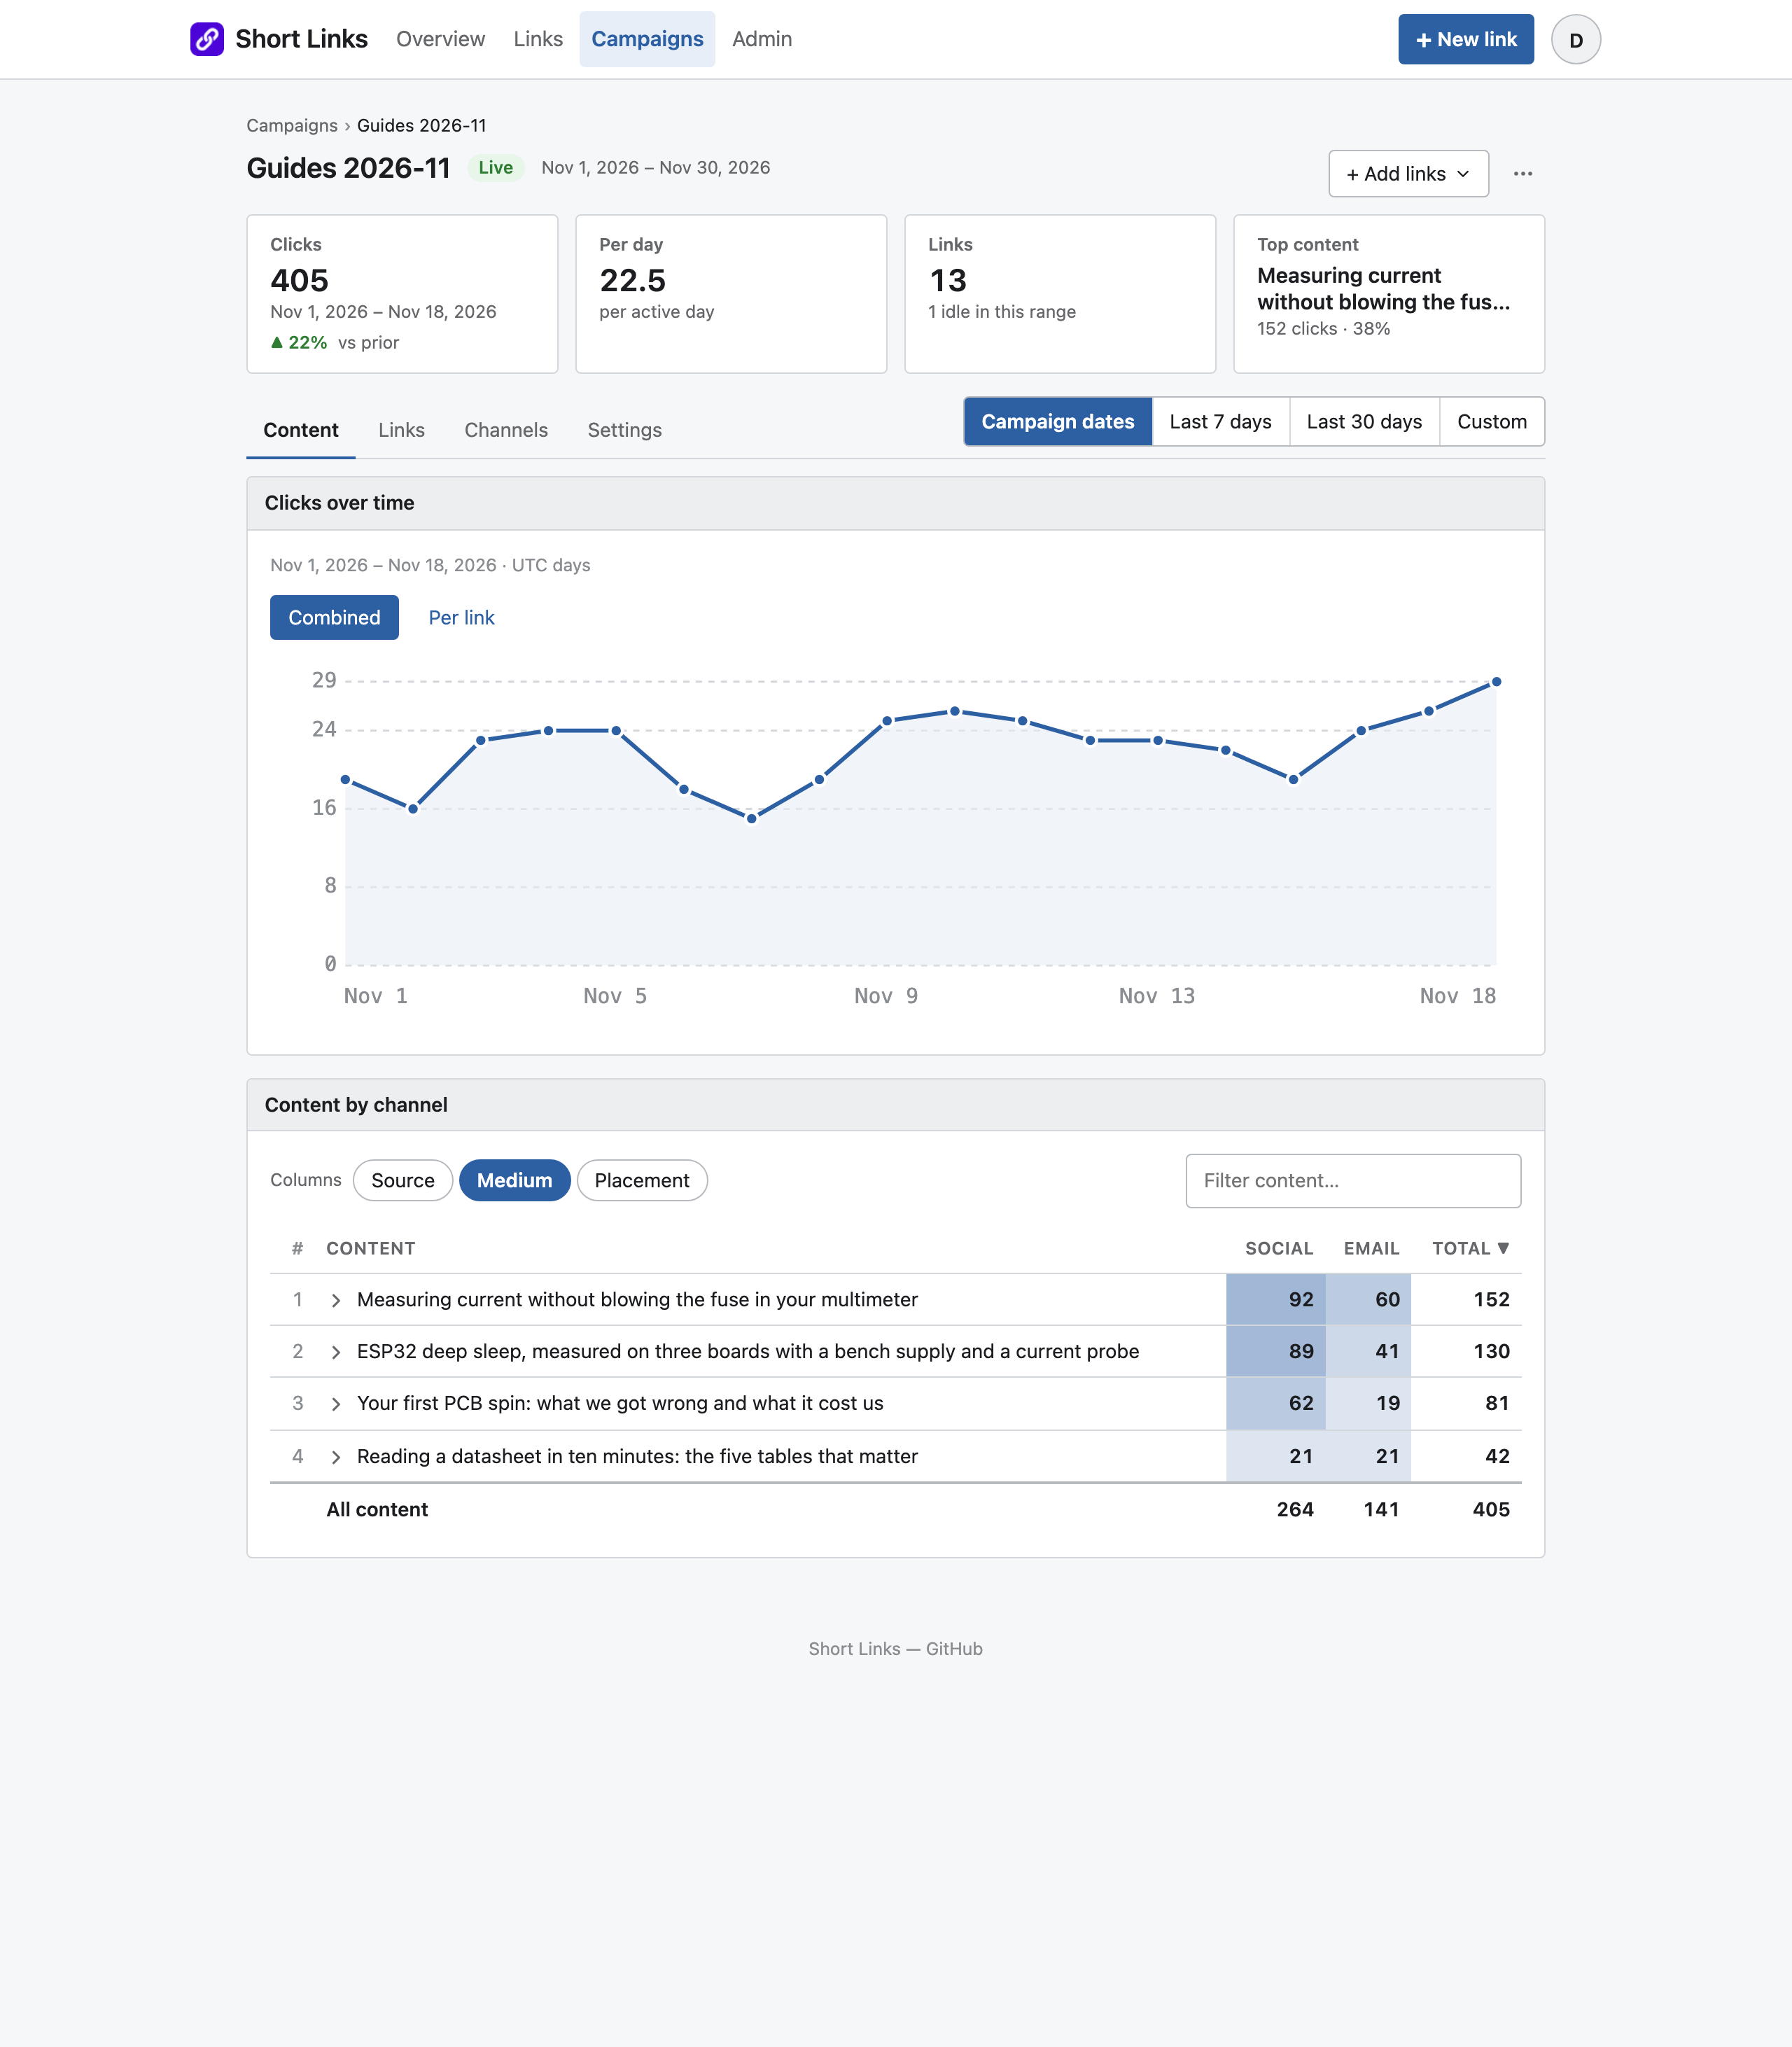 Short Links Overview Links Campaigns Admin + New link D
Campaigns › Guides 2026-11
Guides 2026-11 Live Nov 1, 2026 – Nov 30, 2026 + Add links ...
Clicks
405
Nov 1, 2026 – Nov 18, 2026
▲ 22% vs prior
Per day
22.5
per active day
Links
13
1 idle in this range
Top content
Measuring current
without blowing the fus...
152 clicks · 38%
Content Links Channels Settings Campaign dates Last 7 days Last 30 days Custom
Clicks over time
Nov 1, 2026 – Nov 18, 2026 · UTC days
Combined Per link
29
24
16
8
0
Nov 1 Nov 5 Nov 9 Nov 13 Nov 18
Content by channel
Columns Source Medium Placement Filter content...
# CONTENT SOCIAL EMAIL TOTAL ▼
1 Measuring current without blowing the fuse in your multimeter 92 60 152
2 ESP32 deep sleep, measured on three boards with a bench supply and a current probe 89 41 130
3 Your first PCB spin: what we got wrong and what it cost us 62 19 81
4 Reading a datasheet in ten minutes: the five tables that matter 21 21 42
All content 264 141 405
Short Links — GitHub